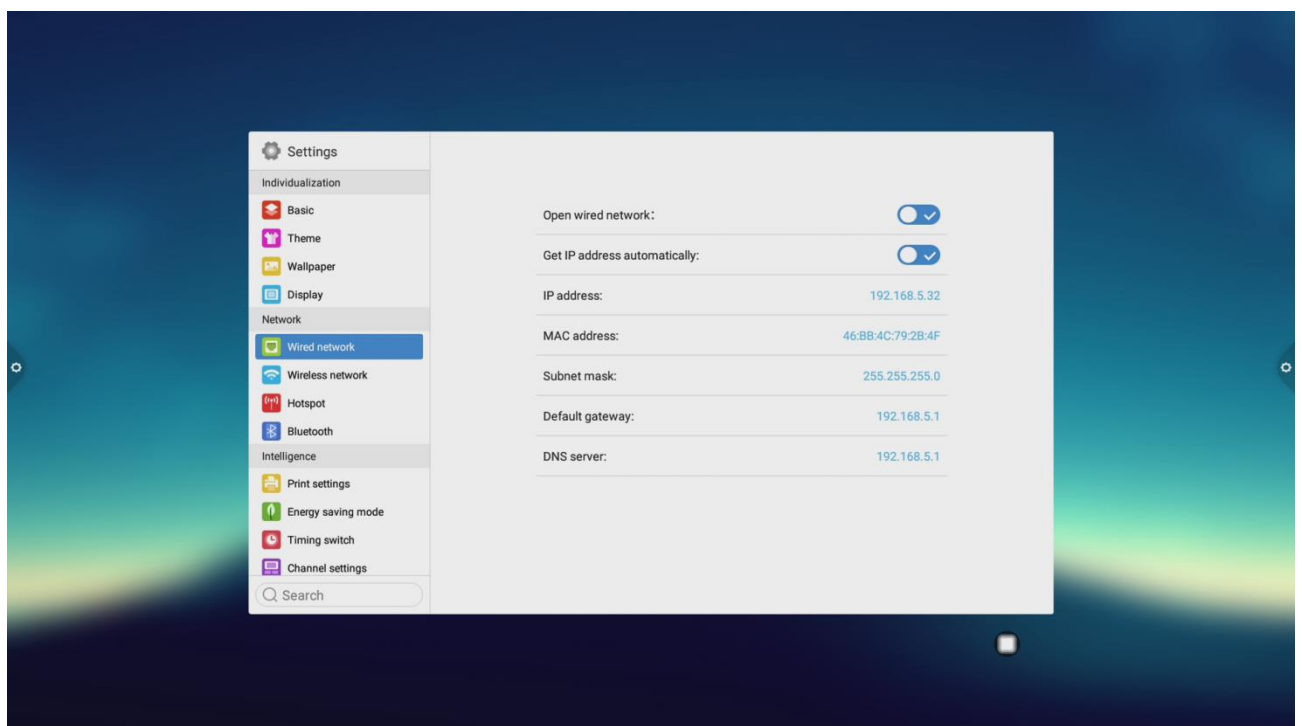 Settings
Individualization
Basic
Theme
Wallpaper
Display
Network
Wired network
Wireless network
Hotspot
Bluetooth
Intelligence
Print settings
Energy saving mode
Timing switch
Channel settings
Search
Open wired network:
Get IP address automatically:
IP address: 192.168.5.32
MAC address: 46:BB:4C:79:2B:4F
Subnet mask: 255.255.255.0
Default gateway: 192.168.5.1
DNS server: 192.168.5.1